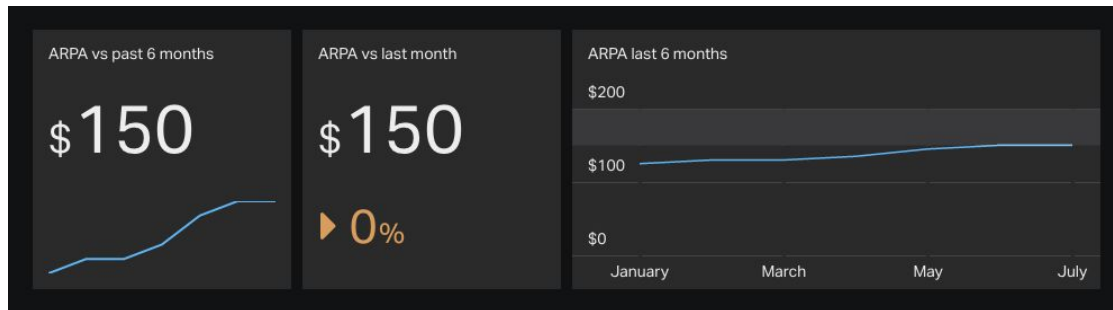 ARPA vs past 6 months
$150
ARPA vs last month
$150
0%
ARPA last 6 months
$200
$100
$0
January March May July